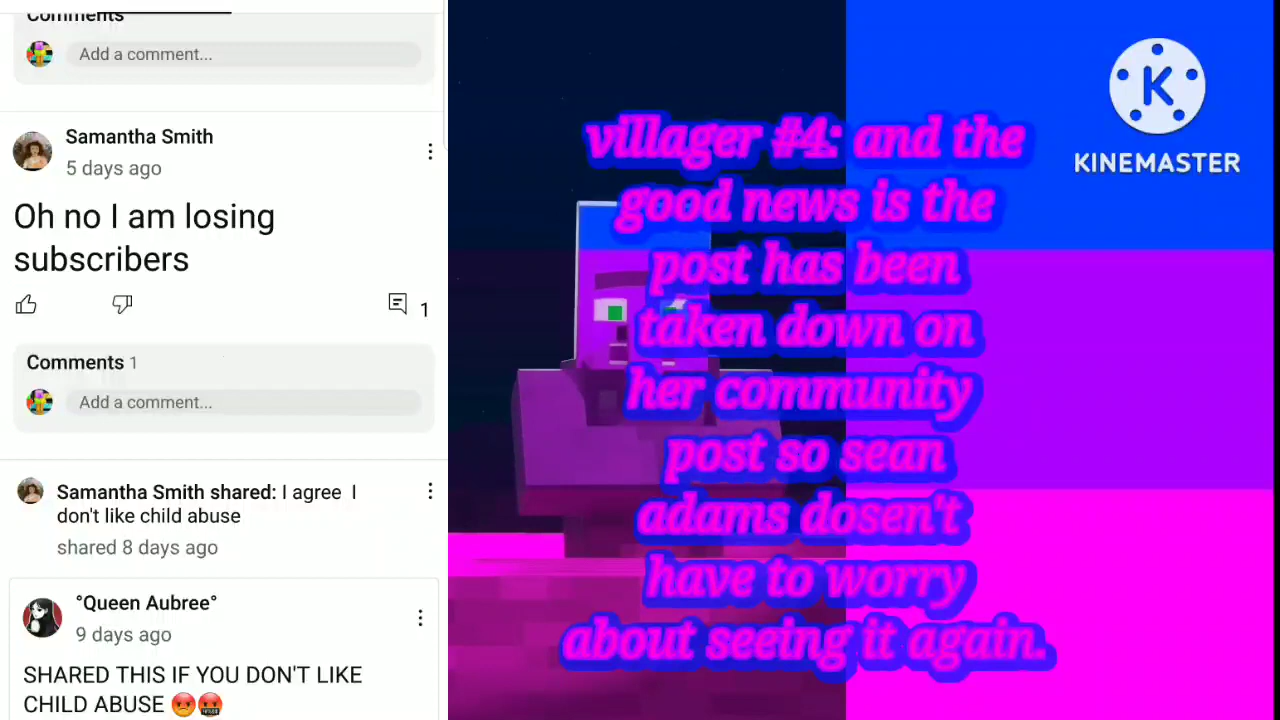 Comments
Add a comment...
Samantha Smith
5 days ago
Oh no I am losing
subscribers
1
Comments 1
Add a comment...
Samantha Smith shared: I agree I
don't like child abuse
shared 8 days ago
°Queen Aubree°
9 days ago
SHARED THIS IF YOU DON'T LIKE
CHILD ABUSE 😡🤬
villager #4: and the
good news is the
post has been
taken down on
her community
post so sean
adams dosen't
have to worry
about seeing it again.
K
KINEMASTER